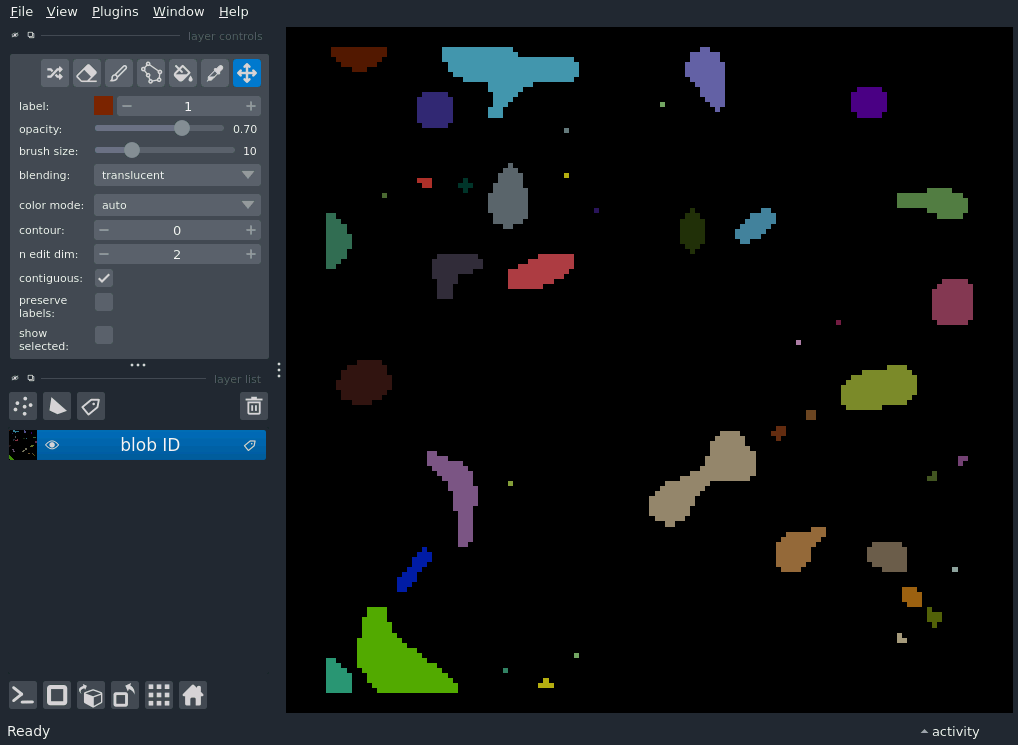 File View Plugins Window Help
layer controls
label: 1
opacity: 0.70
brush size: 10
blending: translucent
color mode: auto
contour: 0
n edit dim: 2
contiguous:
preserve
labels:
show
selected:
layer list
blob ID
Ready activity